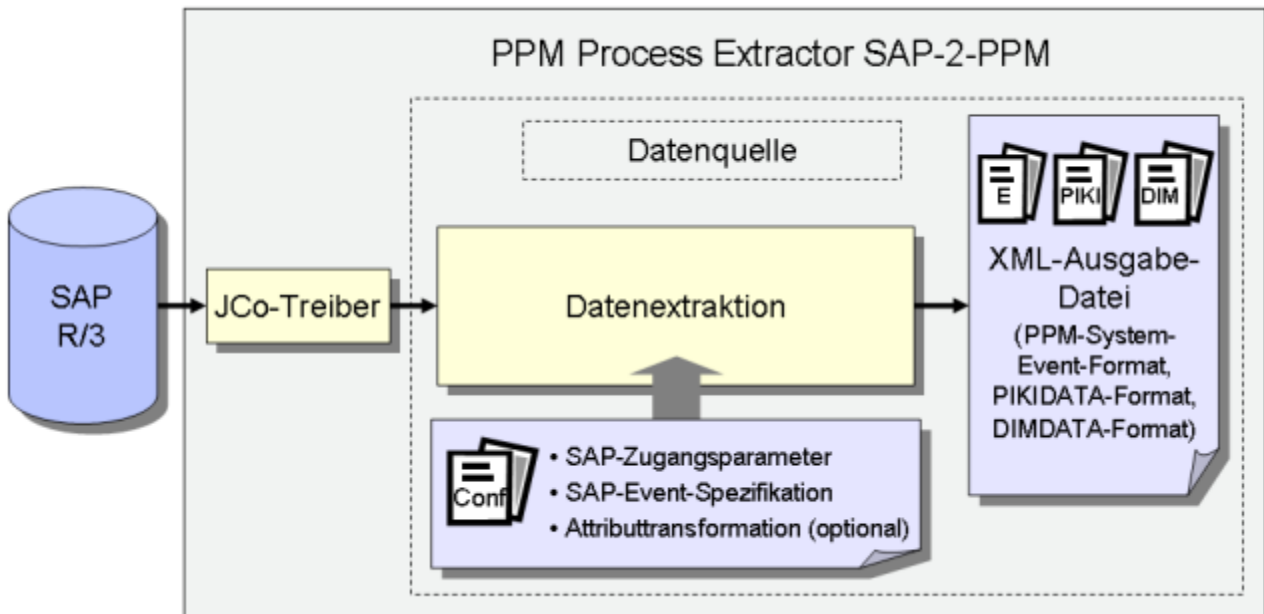 PPM Process Extractor SAP-2-PPM
Datenquelle
SAP
R/3
JCo-Treiber
Datenextraktion
E
PIKI
DIM
XML-Ausgabe-
Datei
(PPM-System-
Event-Format,
PIKIDATA-Format,
DIMDATA-Format)
Conf
• SAP-Zugangsparameter
• SAP-Event-Spezifikation
• Attributtransformation (optional)